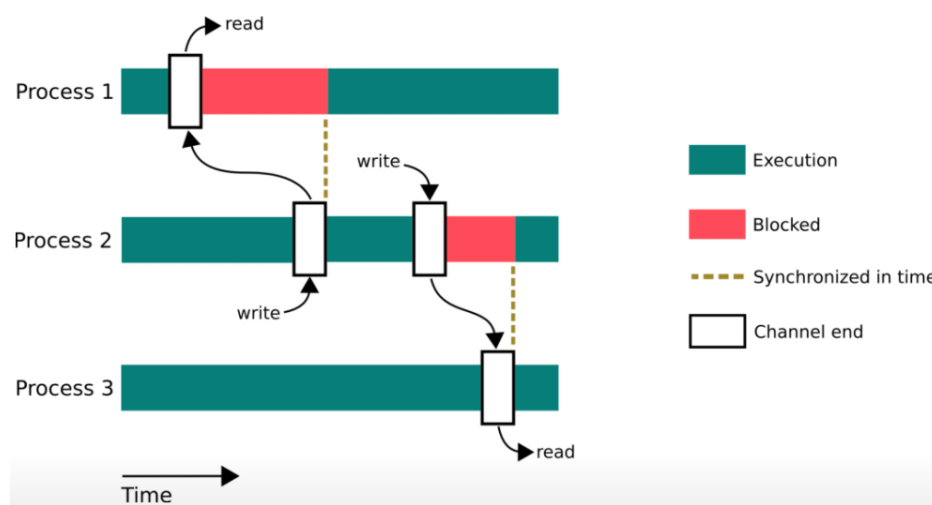 read
Process 1
write
Execution
Process 2
Blocked
Synchronized in time
write
Channel end
Process 3
read
Time